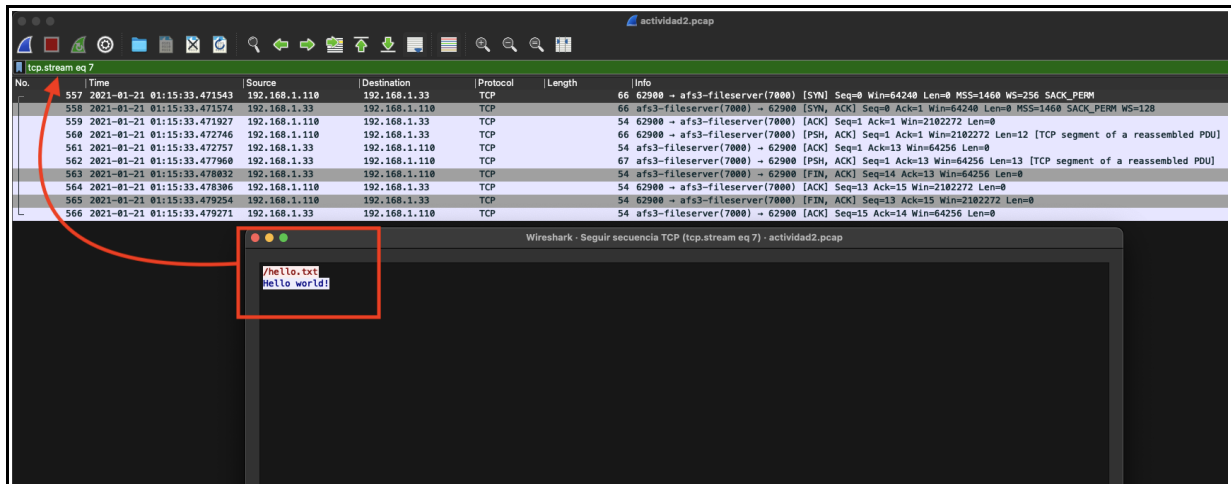 actividad2.pcap
tcp.stream eq 7
No. Time Source Destination Protocol Length Info
557 2021-01-21 01:15:33.471543 192.168.1.110 192.168.1.33 TCP 66 62900 → afs3-fileserver(7000) [SYN] Seq=0 Win=64240 Len=0 MSS=1460 WS=256 SACK_PERM
558 2021-01-21 01:15:33.471574 192.168.1.33 192.168.1.110 TCP 66 afs3-fileserver(7000) → 62900 [SYN, ACK] Seq=0 Ack=1 Win=64240 Len=0 MSS=1460 SACK_PERM WS=128
559 2021-01-21 01:15:33.471927 192.168.1.110 192.168.1.33 TCP 54 62900 → afs3-fileserver(7000) [ACK] Seq=1 Ack=1 Win=2102272 Len=0
560 2021-01-21 01:15:33.472746 192.168.1.110 192.168.1.33 TCP 66 62900 → afs3-fileserver(7000) [PSH, ACK] Seq=1 Ack=1 Win=2102272 Len=12 [TCP segment of a reassembled PDU]
561 2021-01-21 01:15:33.472757 192.168.1.33 192.168.1.110 TCP 54 afs3-fileserver(7000) → 62900 [ACK] Seq=1 Ack=13 Win=64256 Len=0
562 2021-01-21 01:15:33.477960 192.168.1.33 192.168.1.110 TCP 67 afs3-fileserver(7000) → 62900 [PSH, ACK] Seq=1 Ack=13 Win=64256 Len=13 [TCP segment of a reassembled PDU]
563 2021-01-21 01:15:33.478032 192.168.1.33 192.168.1.110 TCP 54 afs3-fileserver(7000) → 62900 [FIN, ACK] Seq=14 Ack=13 Win=64256 Len=0
564 2021-01-21 01:15:33.478306 192.168.1.110 192.168.1.33 TCP 54 62900 → afs3-fileserver(7000) [ACK] Seq=13 Ack=15 Win=2102272 Len=0
565 2021-01-21 01:15:33.479254 192.168.1.110 192.168.1.33 TCP 54 62900 → afs3-fileserver(7000) [FIN, ACK] Seq=13 Ack=15 Win=2102272 Len=0
566 2021-01-21 01:15:33.479271 192.168.1.33 192.168.1.110 TCP 54 afs3-fileserver(7000) → 62900 [ACK] Seq=15 Ack=14 Win=64256 Len=0
Wireshark · Seguir secuencia TCP (tcp.stream eq 7) · actividad2.pcap
/hello.txt
Hello world!